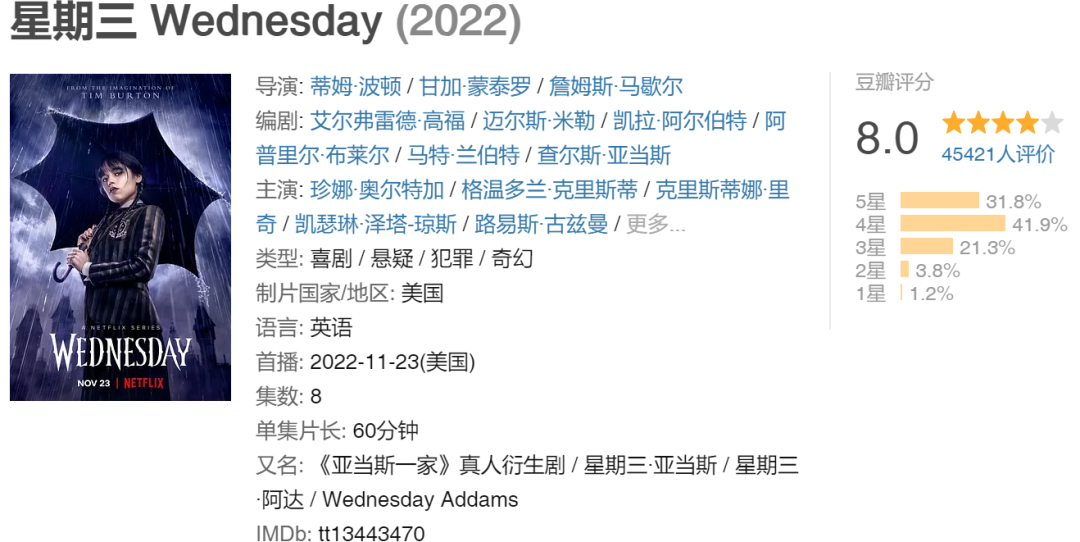 星期三 Wednesday (2022)
FROM THE IMAGINATION OF
TIM BURTON
A NETFLIX SERIES
WEDNESDAY
NOV 23 | NETFLIX
导演: 蒂姆·波顿 / 甘加·蒙泰罗 / 詹姆斯·马歇尔
编剧: 艾尔弗雷德·高福 / 迈尔斯·米勒 / 凯拉·阿尔伯特 / 阿
普里尔·布莱尔 / 马特·兰伯特 / 查尔斯·亚当斯
主演: 珍娜·奥尔特加 / 格温多兰·克里斯蒂 / 克里斯蒂娜·里
奇 / 凯瑟琳·泽塔-琼斯 / 路易斯·古兹曼 / 更多...
类型: 喜剧 / 悬疑 / 犯罪 / 奇幻
制片国家/地区: 美国
语言: 英语
首播: 2022-11-23(美国)
集数: 8
单集片长: 60分钟
又名: 《亚当斯一家》真人衍生剧 / 星期三·亚当斯 / 星期三
·阿达 / Wednesday Addams
IMDb: tt13443470
豆瓣评分
8.0
45421人评价
5星 31.8%
4星 41.9%
3星 21.3%
2星 3.8%
1星 1.2%